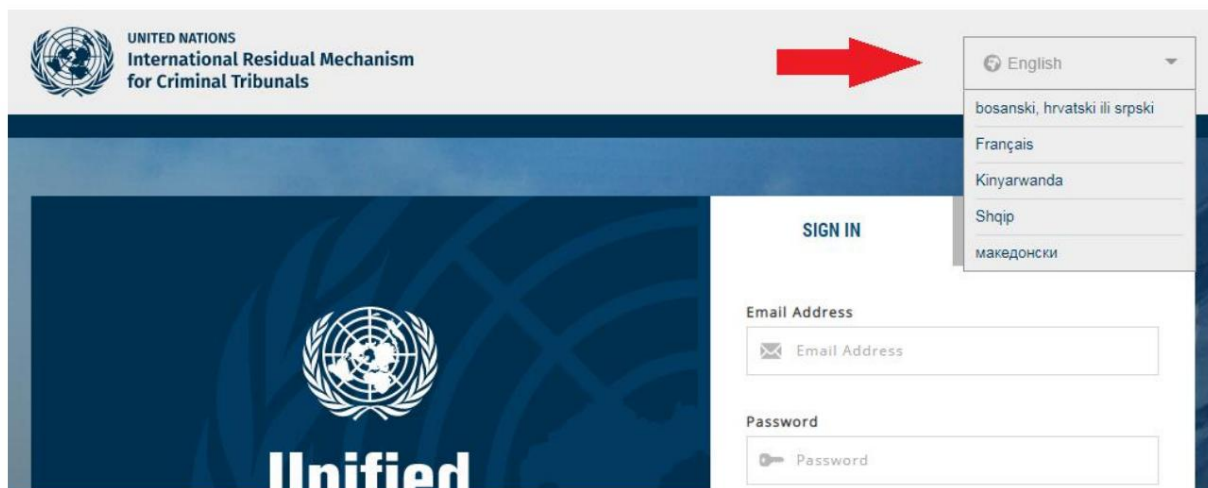 UNITED NATIONS
International Residual Mechanism
for Criminal Tribunals
English
bosanski, hrvatski ili srpski
Français
Kinyarwanda
Shqip
македонски
SIGN IN
Email Address
Email Address
Password
Password
Unified